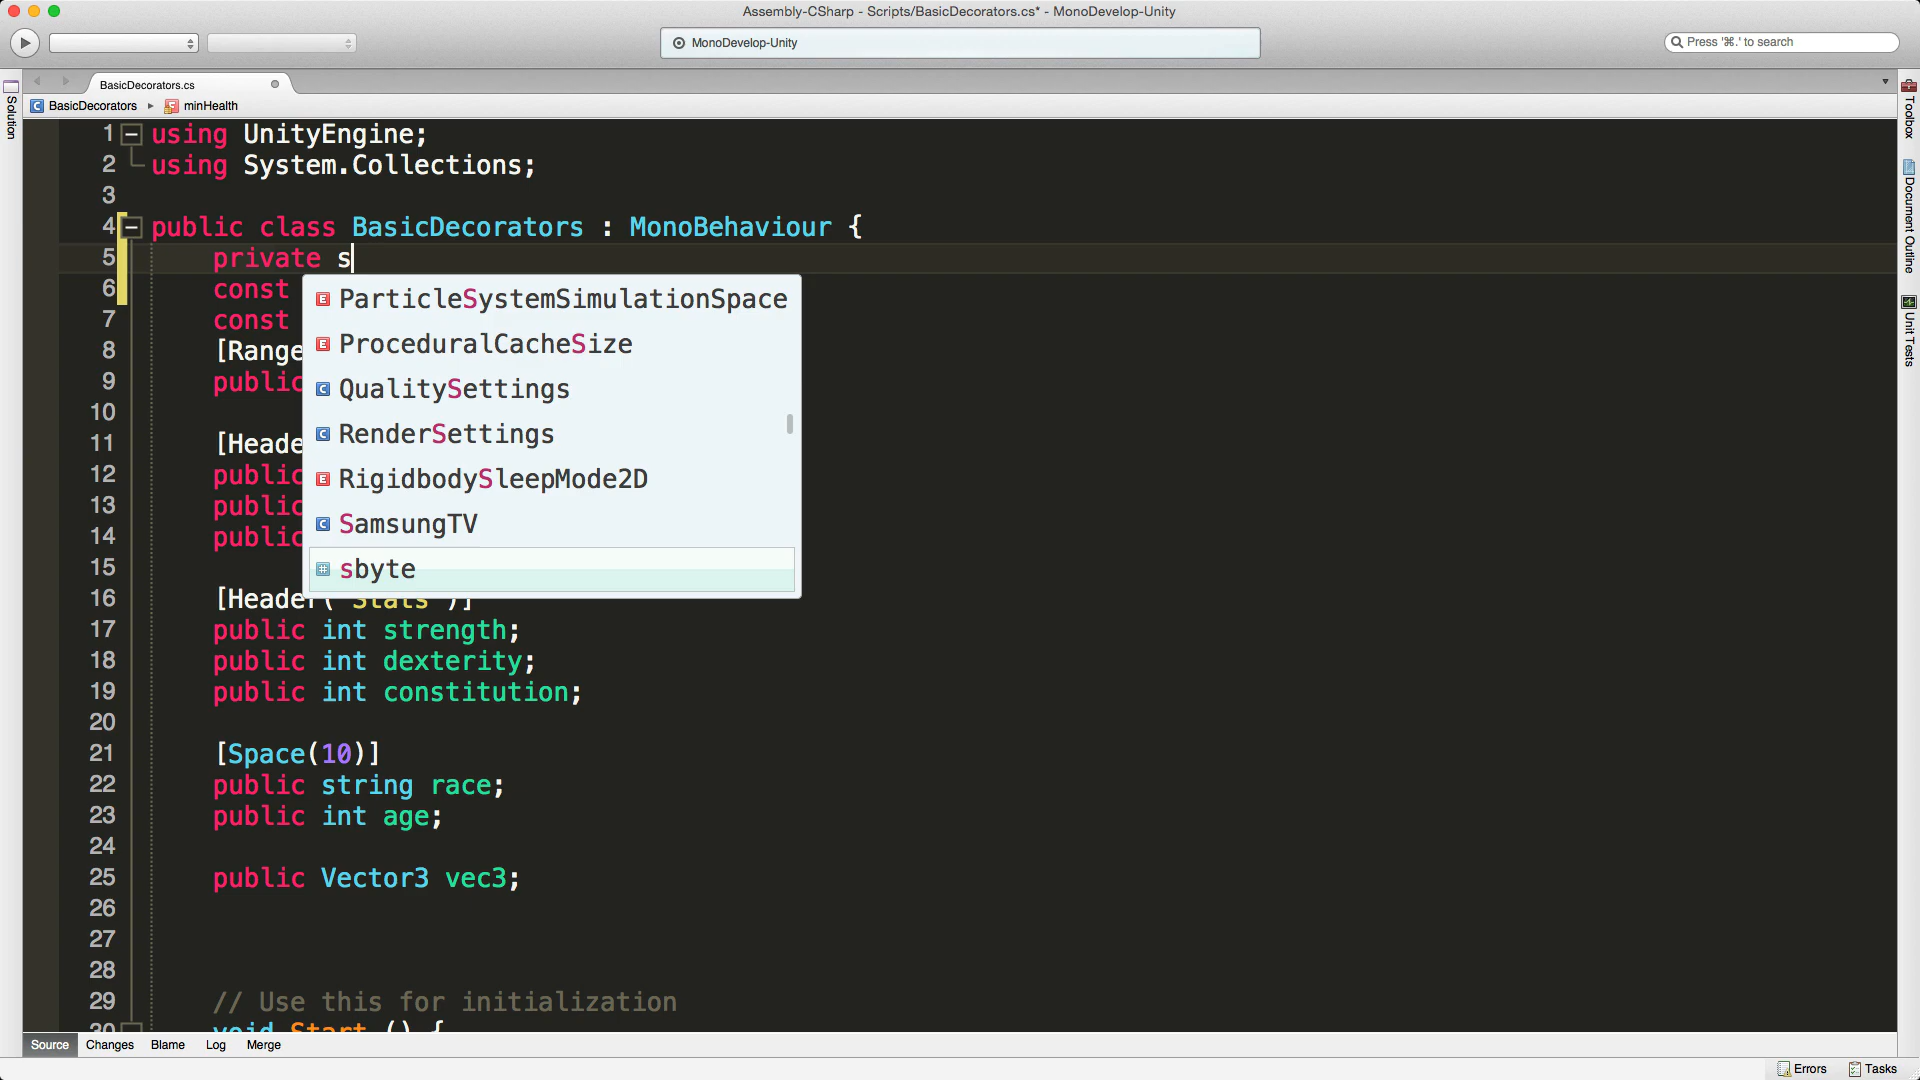 Assembly-CSharp - Scripts/BasicDecorators.cs* - MonoDevelop-Unity
MonoDevelop-Unity
Press '⌘.' to search
BasicDecorators.cs
BasicDecorators ▸ minHealth
Solution
Toolbox
Document Outline
Unit Tests
1 using UnityEngine;
2 using System.Collections;
3
4 public class BasicDecorators : MonoBehaviour {
5 private s
6 const
7 const
8 [Range
9 public
10
11 [Heade
12 public
13 public
14 public
15
16 [Header("Stats")]
17 public int strength;
18 public int dexterity;
19 public int constitution;
20
21 [Space(10)]
22 public string race;
23 public int age;
24
25 public Vector3 vec3;
26
27
28
29 // Use this for initialization
30 void Start () {
ParticleSystemSimulationSpace
ProceduralCacheSize
QualitySettings
RenderSettings
RigidbodySleepMode2D
SamsungTV
sbyte
Source Changes Blame Log Merge
Errors Tasks